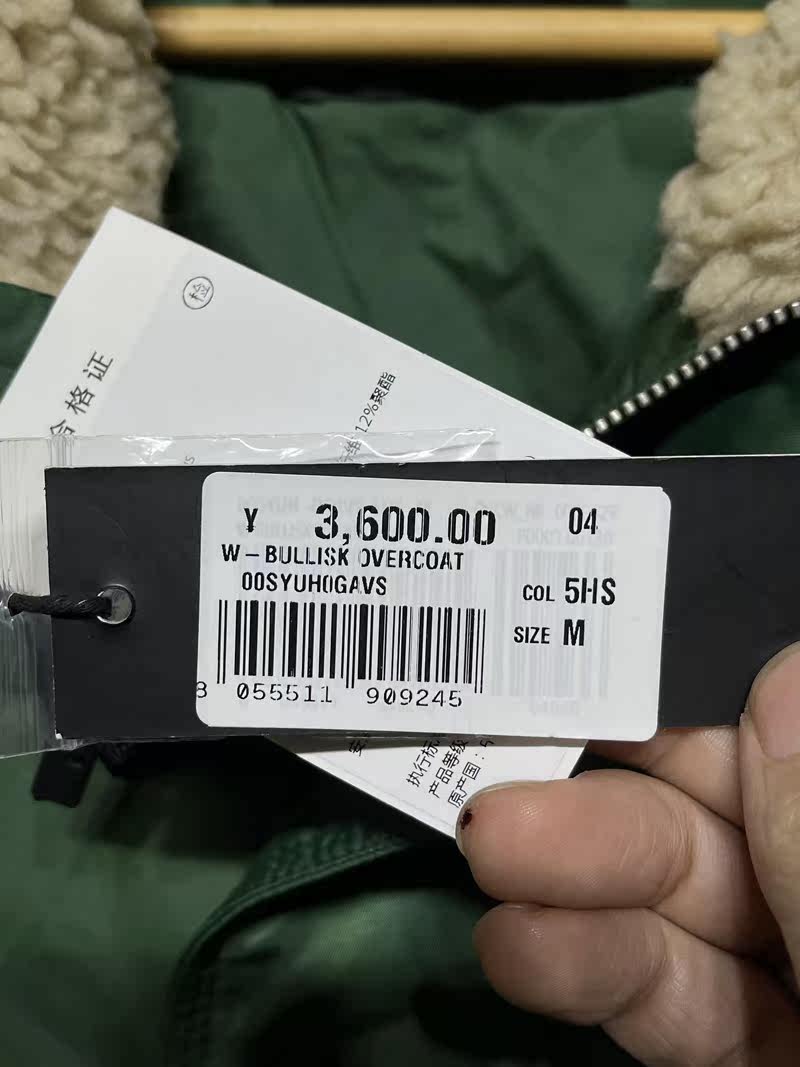 检
合格证
12%聚酯
¥ 3,600.00 04
W-BULLISK OVERCOAT
00SYUH0GAVS
COL 5HS
SIZE M
8 055511 909245
执行标
产品等级
原产国: